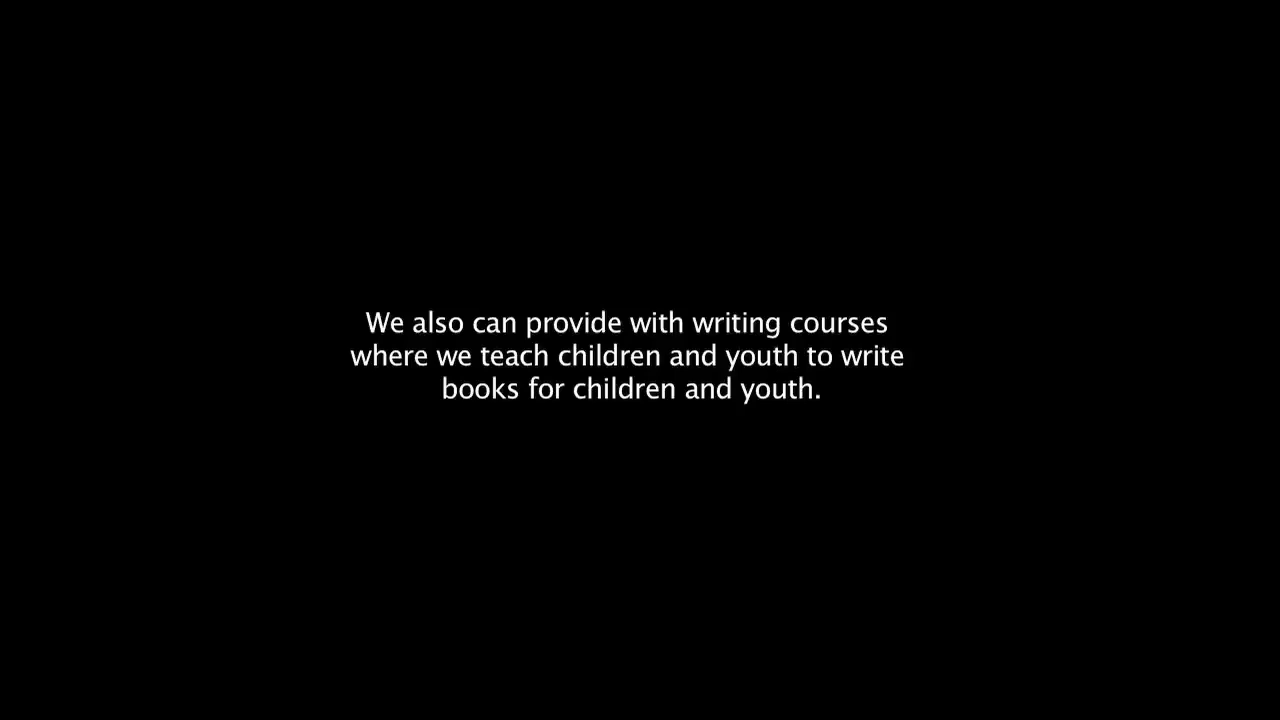 We also can provide with writing courses
where we teach children and youth to write
books for children and youth.